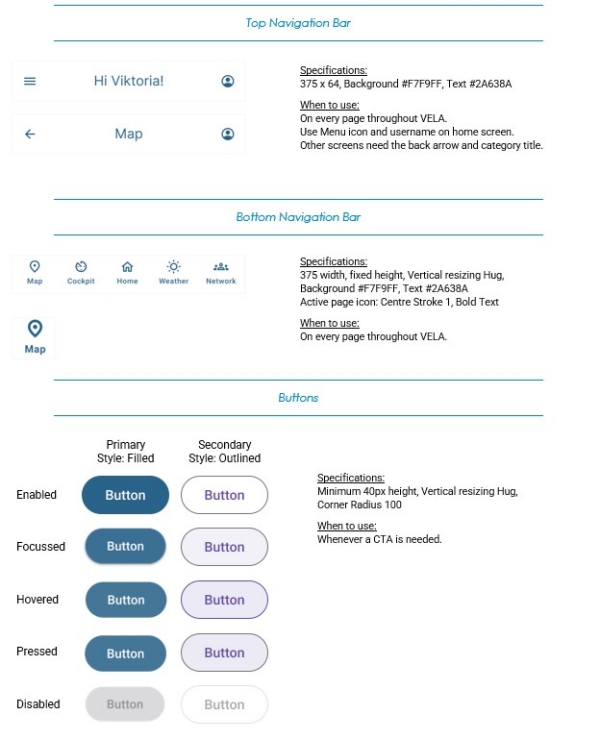 Top Navigation Bar
Hi Viktoria!
Map
Specifications:
375 x 64, Background #F7F9FF, Text #2A638A
When to use:
On every page throughout VELA.
Use Menu icon and username on home screen.
Other screens need the back arrow and category title.
Bottom Navigation Bar
Map Cockpit Home Weather Network
Map
Specifications:
375 width, fixed height, Vertical resizing Hug,
Background #F7F9FF, Text #2A638A
Active page icon: Centre Stroke 1, Bold Text
When to use:
On every page throughout VELA.
Buttons
Primary
Style: Filled
Secondary
Style: Outlined
Enabled Button Button
Focussed Button Button
Hovered Button Button
Pressed Button Button
Disabled Button Button
Specifications:
Minimum 40px height, Vertical resizing Hug,
Corner Radius 100
When to use:
Whenever a CTA is needed.